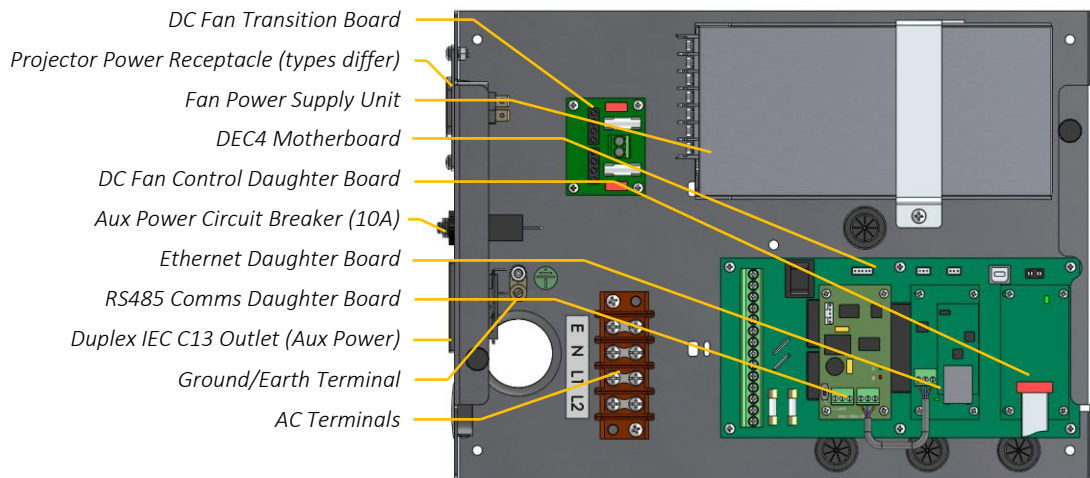 DC Fan Transition Board
Projector Power Receptacle (types differ)
Fan Power Supply Unit
DEC4 Motherboard
DC Fan Control Daughter Board
Aux Power Circuit Breaker (10A)
Ethernet Daughter Board
RS485 Comms Daughter Board
Duplex IEC C13 Outlet (Aux Power)
Ground/Earth Terminal
AC Terminals
E N L1 L2